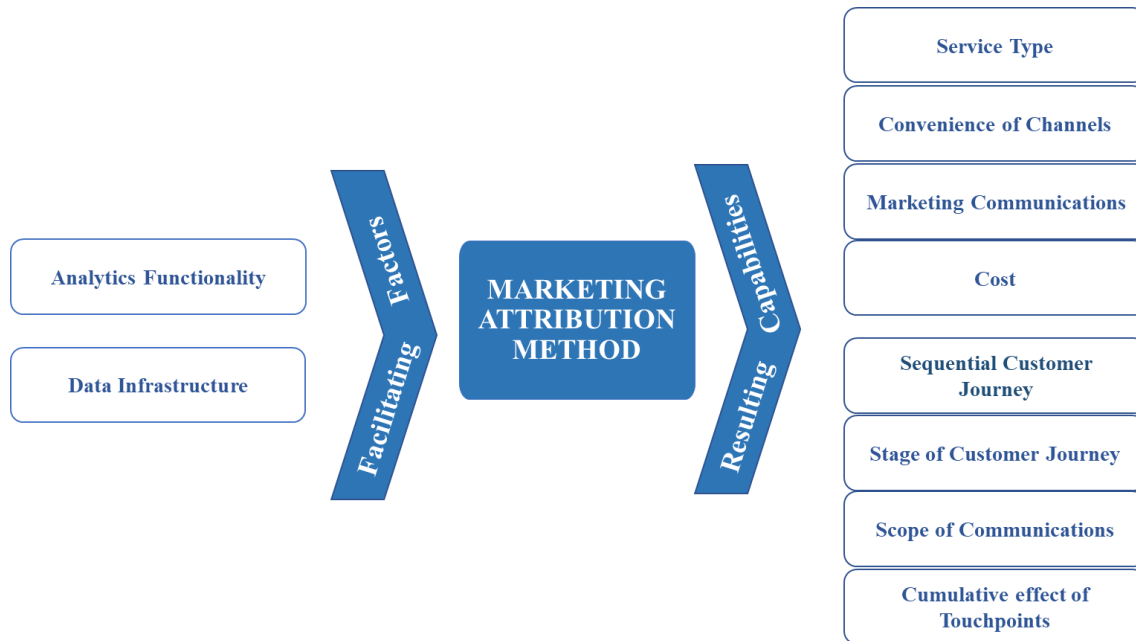 Analytics Functionality
Data Infrastructure
Facilitating Factors
MARKETING
ATTRIBUTION
METHOD
Resulting Capabilities
Service Type
Convenience of Channels
Marketing Communications
Cost
Sequential Customer
Journey
Stage of Customer Journey
Scope of Communications
Cumulative effect of
Touchpoints